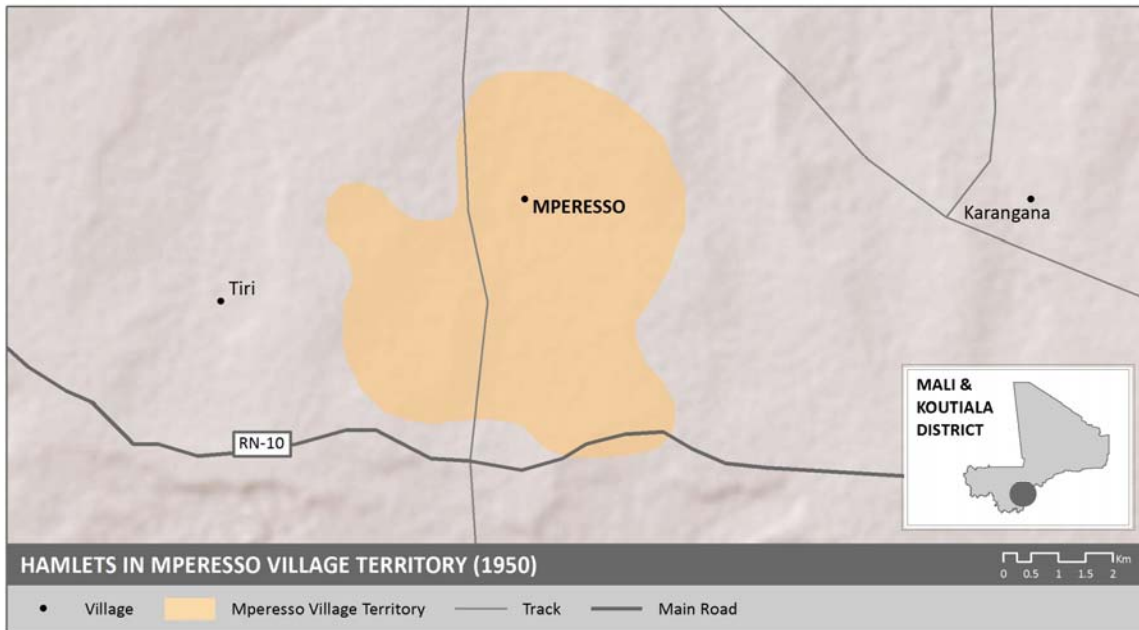 MPERESSO
Karangana
Tiri
RN-10
MALI &
KOUTIALA
DISTRICT
HAMLETS IN MPERESSO VILLAGE TERRITORY (1950)
Km
0 0.5 1 1.5 2
Village Mperesso Village Territory Track Main Road